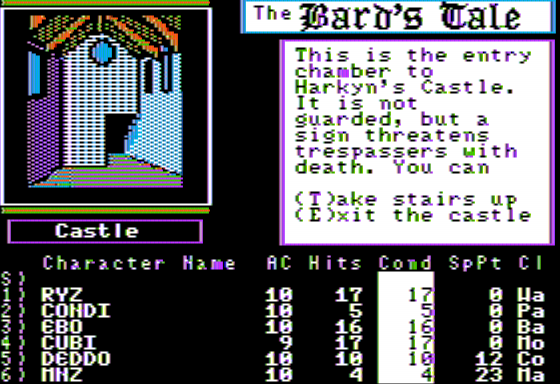 The Bard's Tale
This is the entry
chamber to
Harkyn's Castle.
It is not
guarded, but a
sign threatens
trespassers with
death. You can
(T)ake stairs up
(E)xit the castle
Castle
Character Name AC Hits Cond SpPt Cl
S)
1) RYZ 10 17 17 0 Wa
2) CONDI 10 5 5 0 Pa
3) EBO 10 16 16 0 Ba
4) CUBI 9 17 17 0 Mo
5) DEDDO 10 10 10 12 Co
6) MNZ 10 4 4 23 Ma